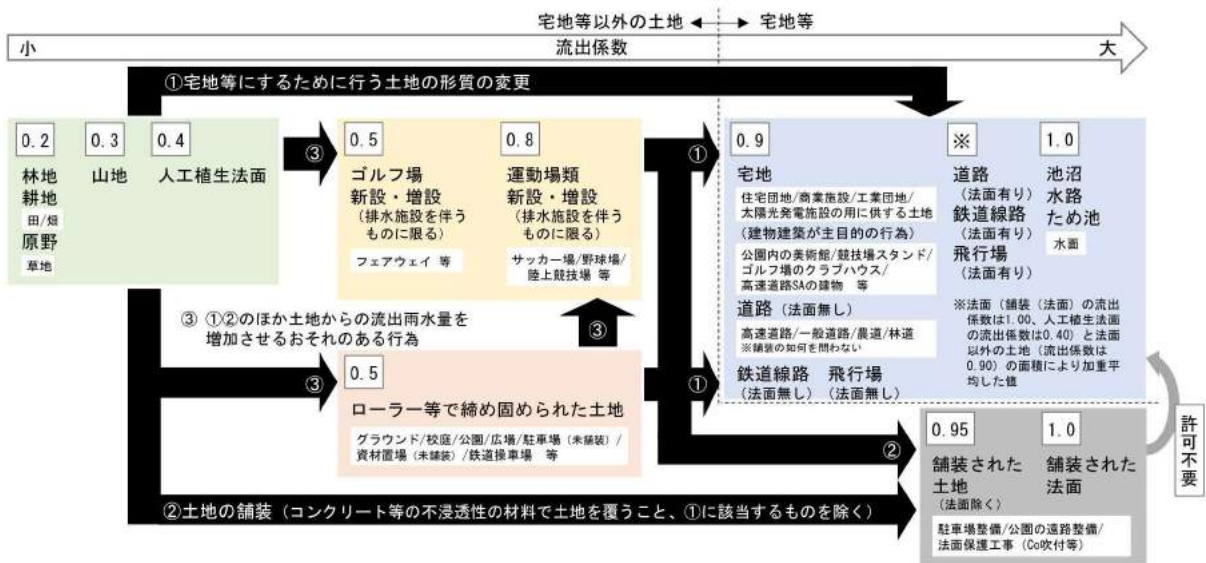 宅地等以外の土地 宅地等
小 流出係数 大
①宅地等にするために行う土地の形質の変更
0.2 0.3 0.4
林地 山地 人工植生法面
耕地
田/畑
原野
草地
③
0.5 0.8
ゴルフ場 運動場類
新設・増設 新設・増設
(排水施設を伴う (排水施設を伴う
ものに限る) ものに限る)
フェアウェイ 等
サッカー場/野球場/
陸上競技場 等
①
0.9
宅地
住宅団地/商業施設/工業団地/
太陽光発電施設の用に供する土地
(建物建築が主目的の行為)
公園内の美術館/競技場スタンド/
ゴルフ場のクラブハウス/
高速道路SAの建物 等
道路 (法面無し)
高速道路/一般道路/農道/林道
※舗装の如何を問わない
鉄道線路 飛行場
(法面無し) (法面無し)
※
道路
(法面有り)
鉄道線路
(法面有り)
飛行場
(法面有り)
1.0
池沼
水路
ため池
水面
※法面(舗装(法面)の流出
係数は1.00、人工植生法面
の流出係数は0.40)と法面
以外の土地(流出係数は
0.90)の面積により加重平
均した値
③ ①②のほか土地からの流出雨水量を
増加させるおそれのある行為
③
③
0.5
ローラー等で締め固められた土地
グラウンド/校庭/公園/広場/駐車場(未舗装)/
資材置場(未舗装)/鉄道操車場 等
①
②
②土地の舗装(コンクリート等の不浸透性の材料で土地を覆うこと、①に該当するものを除く)
0.95 1.0
舗装された 舗装された
土地 法面
(法面除く)
駐車場整備/公園の遠路整備/
法面保護工事(Co吹付等)
許可不要